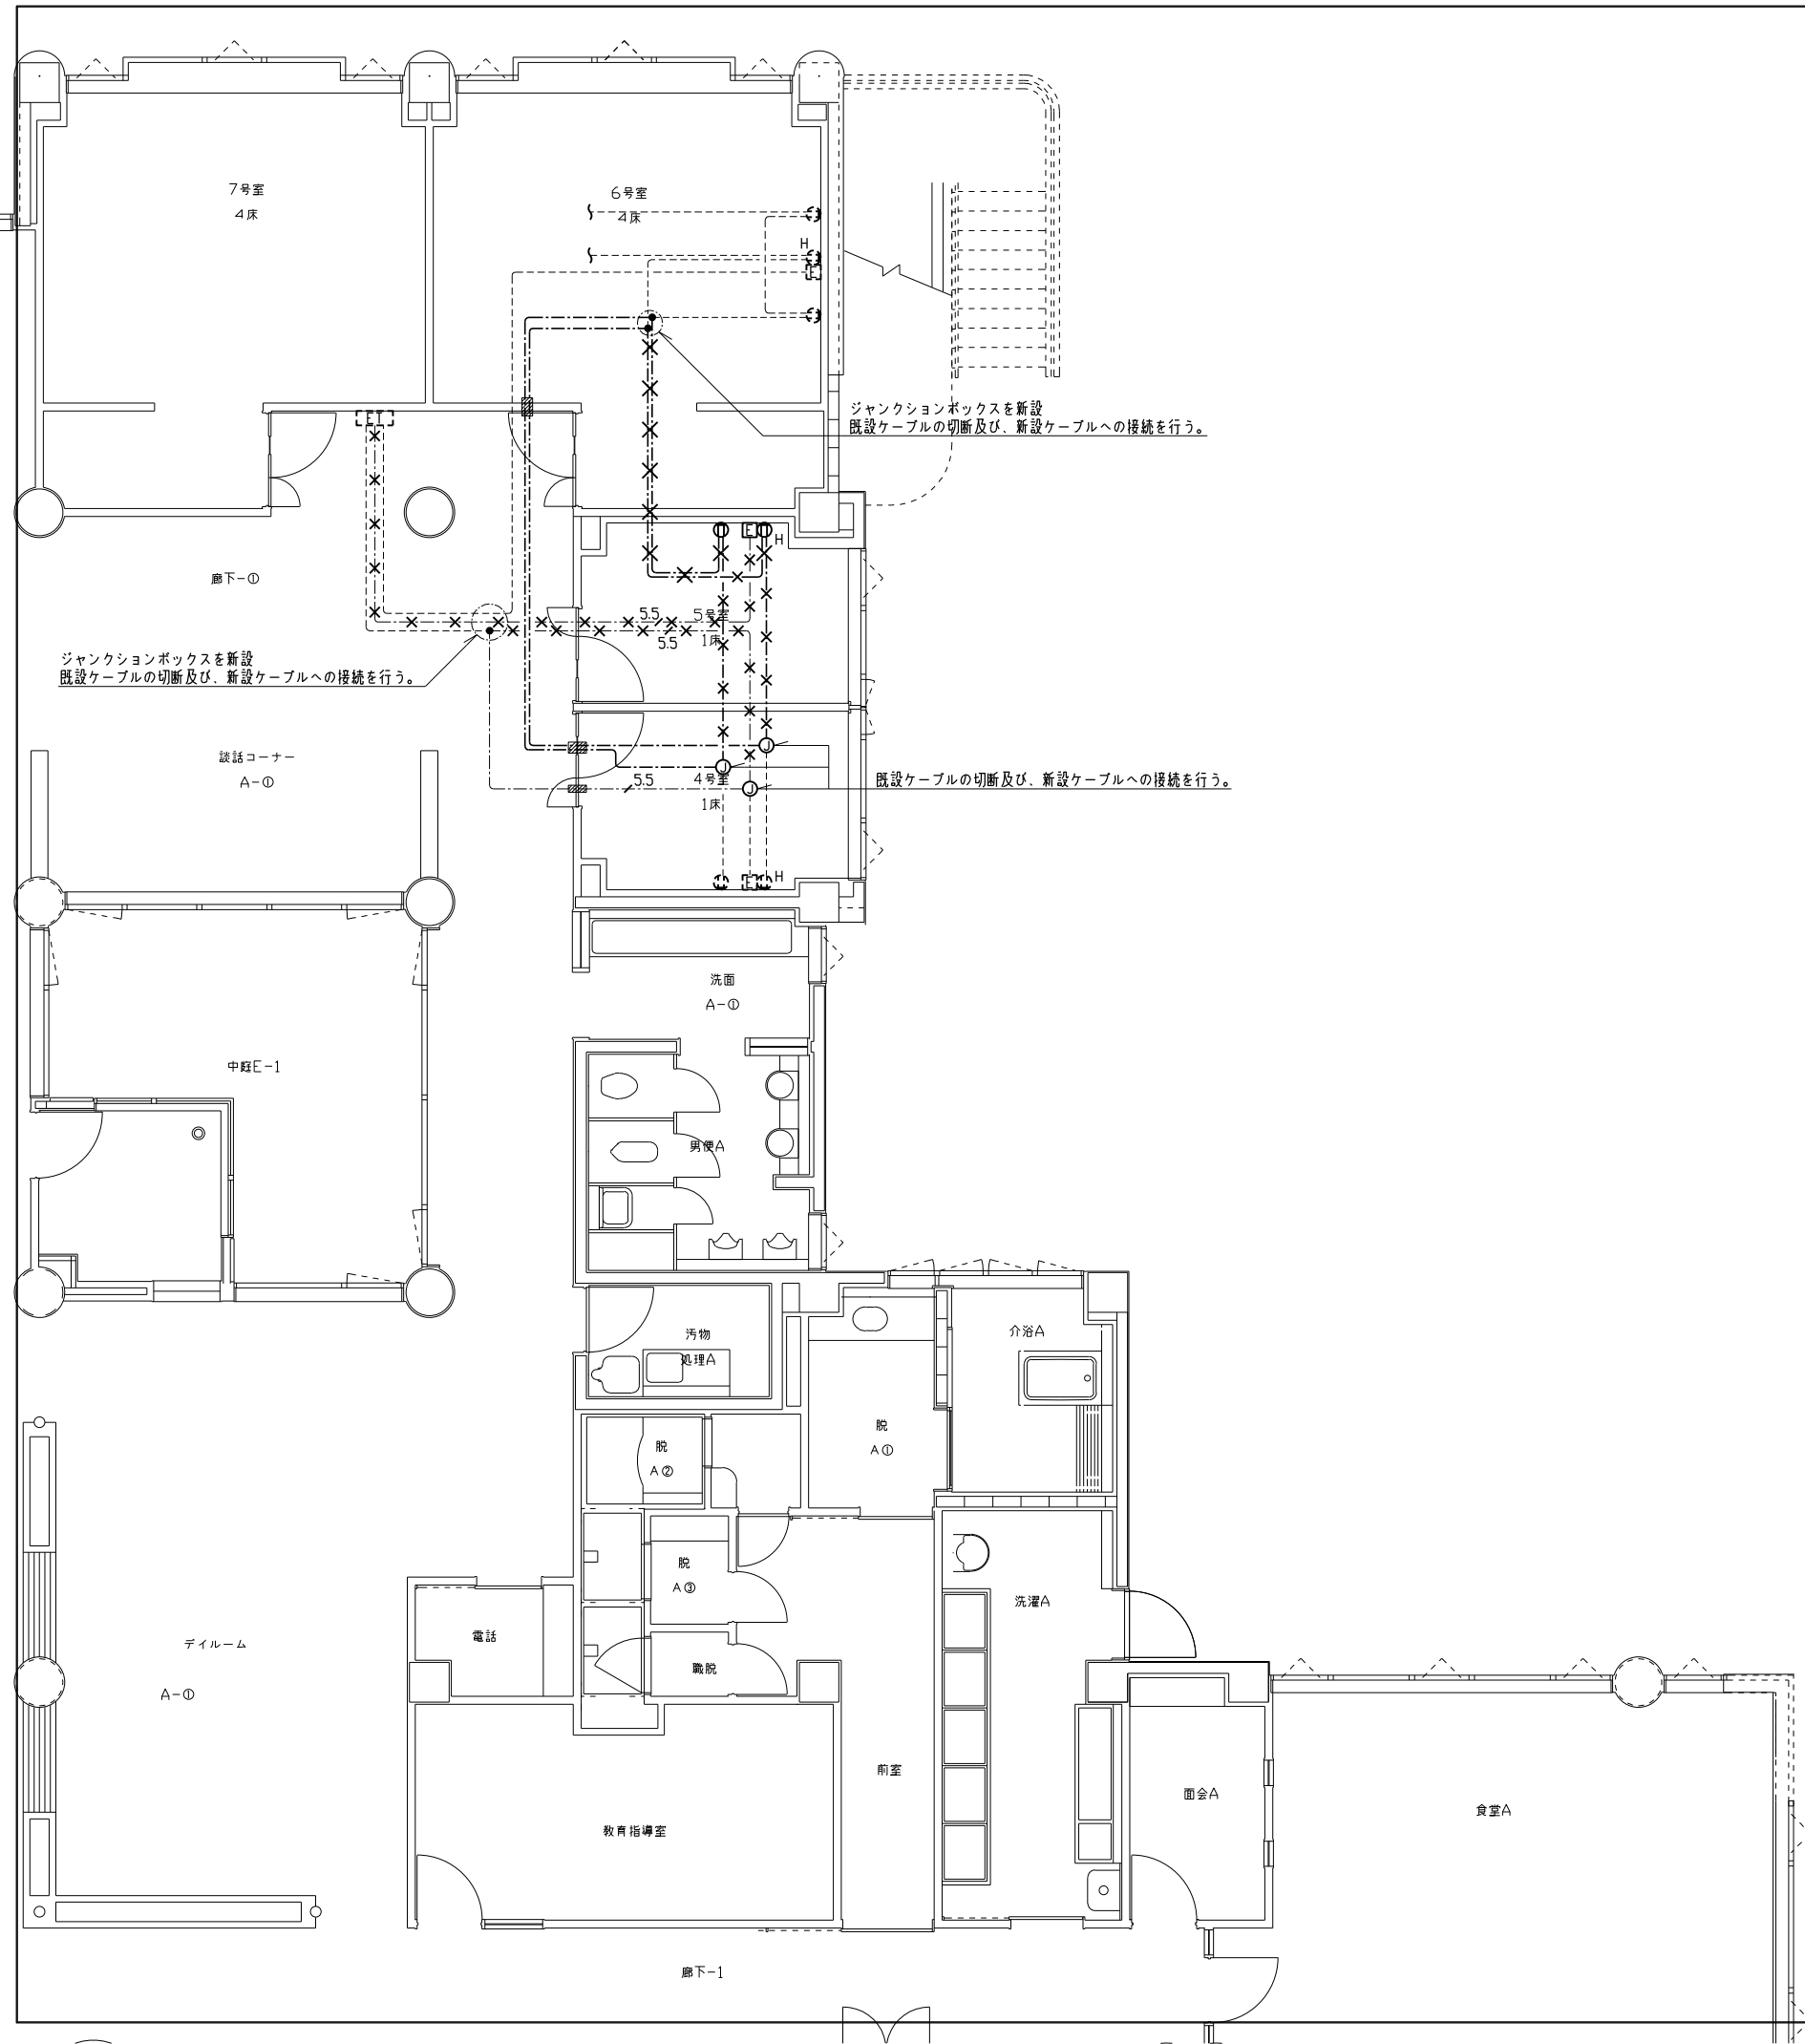 7号室
4床
6号室
4床
H
E
ジャンクションボックスを新設
既設ケーブルの切断及び、新設ケーブルへの接続を行う。
ET
E
H
廊下-①
5.5
5号室
5.5
1床
ジャンクションボックスを新設
既設ケーブルの切断及び、新設ケーブルへの接続を行う。
談話コーナー
A-①
J
J
5.5
4号室
J
1床
既設ケーブルの切断及び、新設ケーブルへの接続を行う。
E
H
洗面
A-①
中庭E-1
男便A
汚物
処理A
介浴A
脱
A①
脱
A②
脱
A③
洗濯A
電話
デイルーム
A-①
職脱
前室
面会A
食堂A
教育指導室
廊下-1